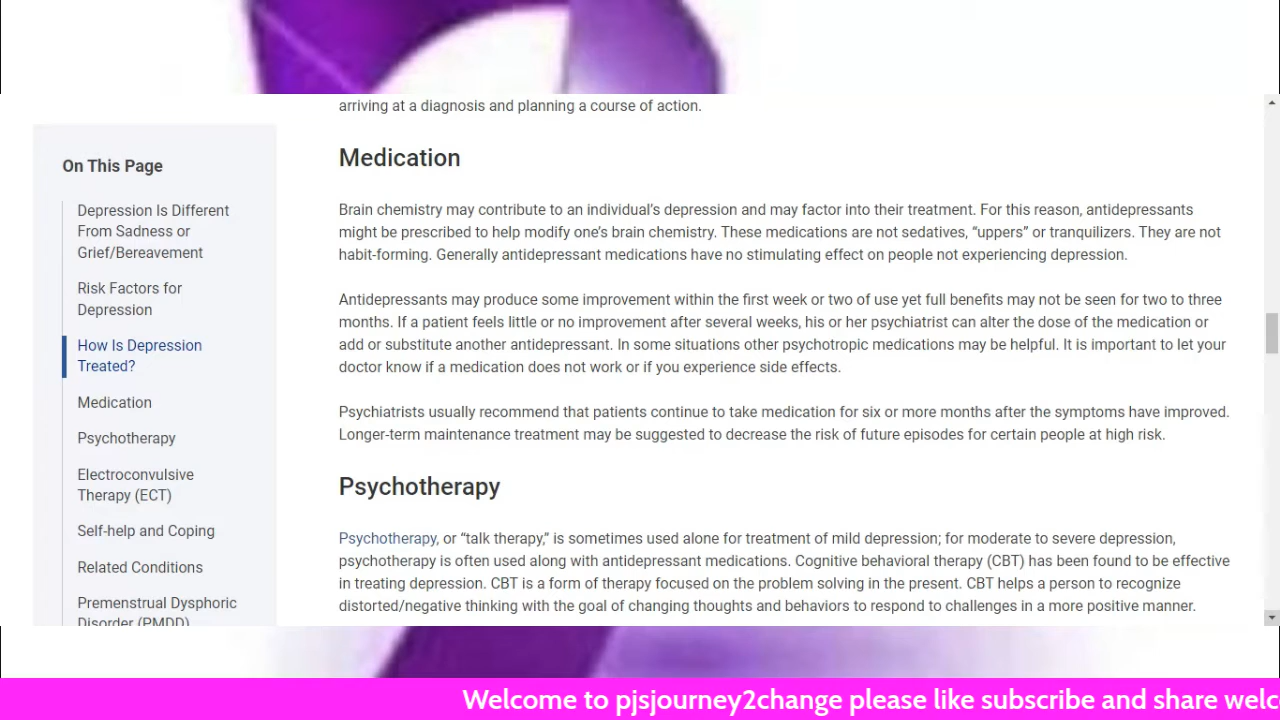 arriving at a diagnosis and planning a course of action.
On This Page
Depression Is Different
From Sadness or
Grief/Bereavement
Risk Factors for
Depression
How Is Depression
Treated?
Medication
Psychotherapy
Electroconvulsive
Therapy (ECT)
Self-help and Coping
Related Conditions
Premenstrual Dysphoric
Disorder (PMDD)
Medication
Brain chemistry may contribute to an individual’s depression and may factor into their treatment. For this reason, antidepressants
might be prescribed to help modify one’s brain chemistry. These medications are not sedatives, “uppers” or tranquilizers. They are not
habit-forming. Generally antidepressant medications have no stimulating effect on people not experiencing depression.
Antidepressants may produce some improvement within the first week or two of use yet full benefits may not be seen for two to three
months. If a patient feels little or no improvement after several weeks, his or her psychiatrist can alter the dose of the medication or
add or substitute another antidepressant. In some situations other psychotropic medications may be helpful. It is important to let your
doctor know if a medication does not work or if you experience side effects.
Psychiatrists usually recommend that patients continue to take medication for six or more months after the symptoms have improved.
Longer-term maintenance treatment may be suggested to decrease the risk of future episodes for certain people at high risk.
Psychotherapy
Psychotherapy, or “talk therapy,” is sometimes used alone for treatment of mild depression; for moderate to severe depression,
psychotherapy is often used along with antidepressant medications. Cognitive behavioral therapy (CBT) has been found to be effective
in treating depression. CBT is a form of therapy focused on the problem solving in the present. CBT helps a person to recognize
distorted/negative thinking with the goal of changing thoughts and behaviors to respond to challenges in a more positive manner.
Welcome to pjsjourney2change please like subscribe and share welc